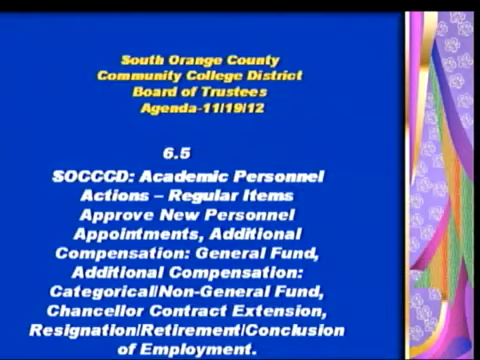 South Orange County
Community College District
Board of Trustees
Agenda-11/19/12
6.5
SOCCCD: Academic Personnel
Actions – Regular Items
Approve New Personnel
Appointments, Additional
Compensation: General Fund,
Additional Compensation:
Categorical/Non-General Fund,
Chancellor Contract Extension,
Resignation/Retirement/Conclusion
of Employment.